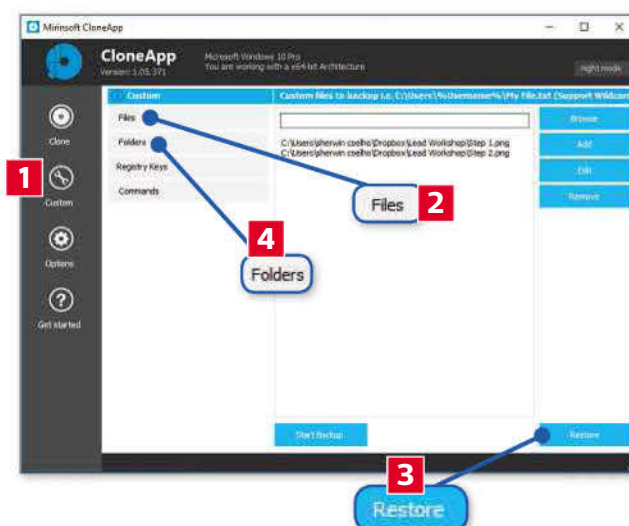 Mirinsoft CloneApp
CloneApp
Version: 1.05.371
Microsoft Windows 10 Pro
You are working with a x64-bit Architecture
night mode
Custom
Custom files to backup i.e. C:\Users\%Username%\My File.txt (Support Wildcard
Files
Folders
Registry Keys
Commands
C:\Users\sherwin coelho\Dropbox\Lead Workshop\Step 1.png
C:\Users\sherwin coelho\Dropbox\Lead Workshop\Step 2.png
Browse
Add
Edit
Remove
Clone
1
Custom
Options
Get started
Files 2
4
Folders
Start Backup
Restore
3
Restore